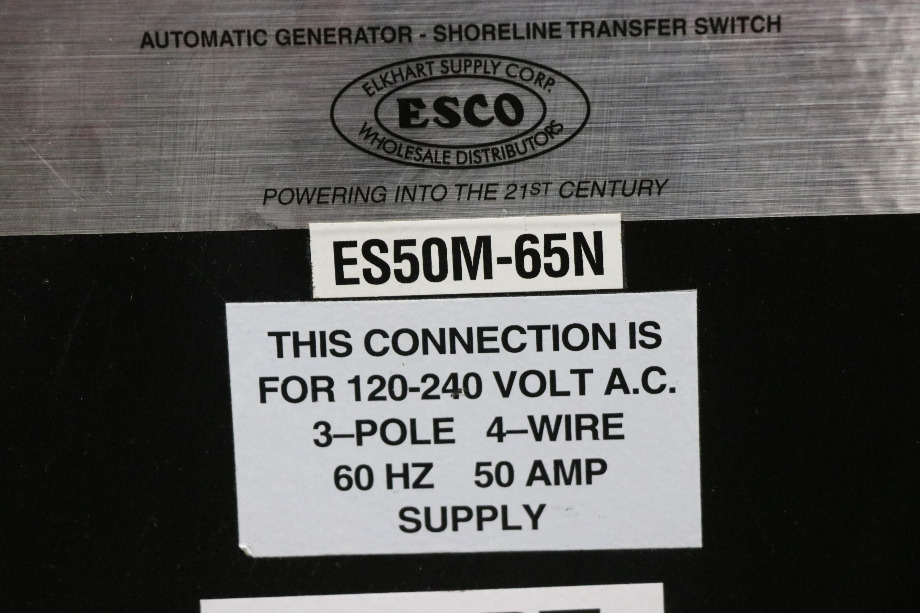 AUTOMATIC GENERATOR - SHORELINE TRANSFER SWITCH
ELKHART SUPPLY CORP.
ESCO
WHOLESALE DISTRIBUTORS
POWERING INTO THE 21ST CENTURY
ES50M-65N
THIS CONNECTION IS
FOR 120-240 VOLT A.C.
3–POLE 4–WIRE
60 HZ 50 AMP
SUPPLY